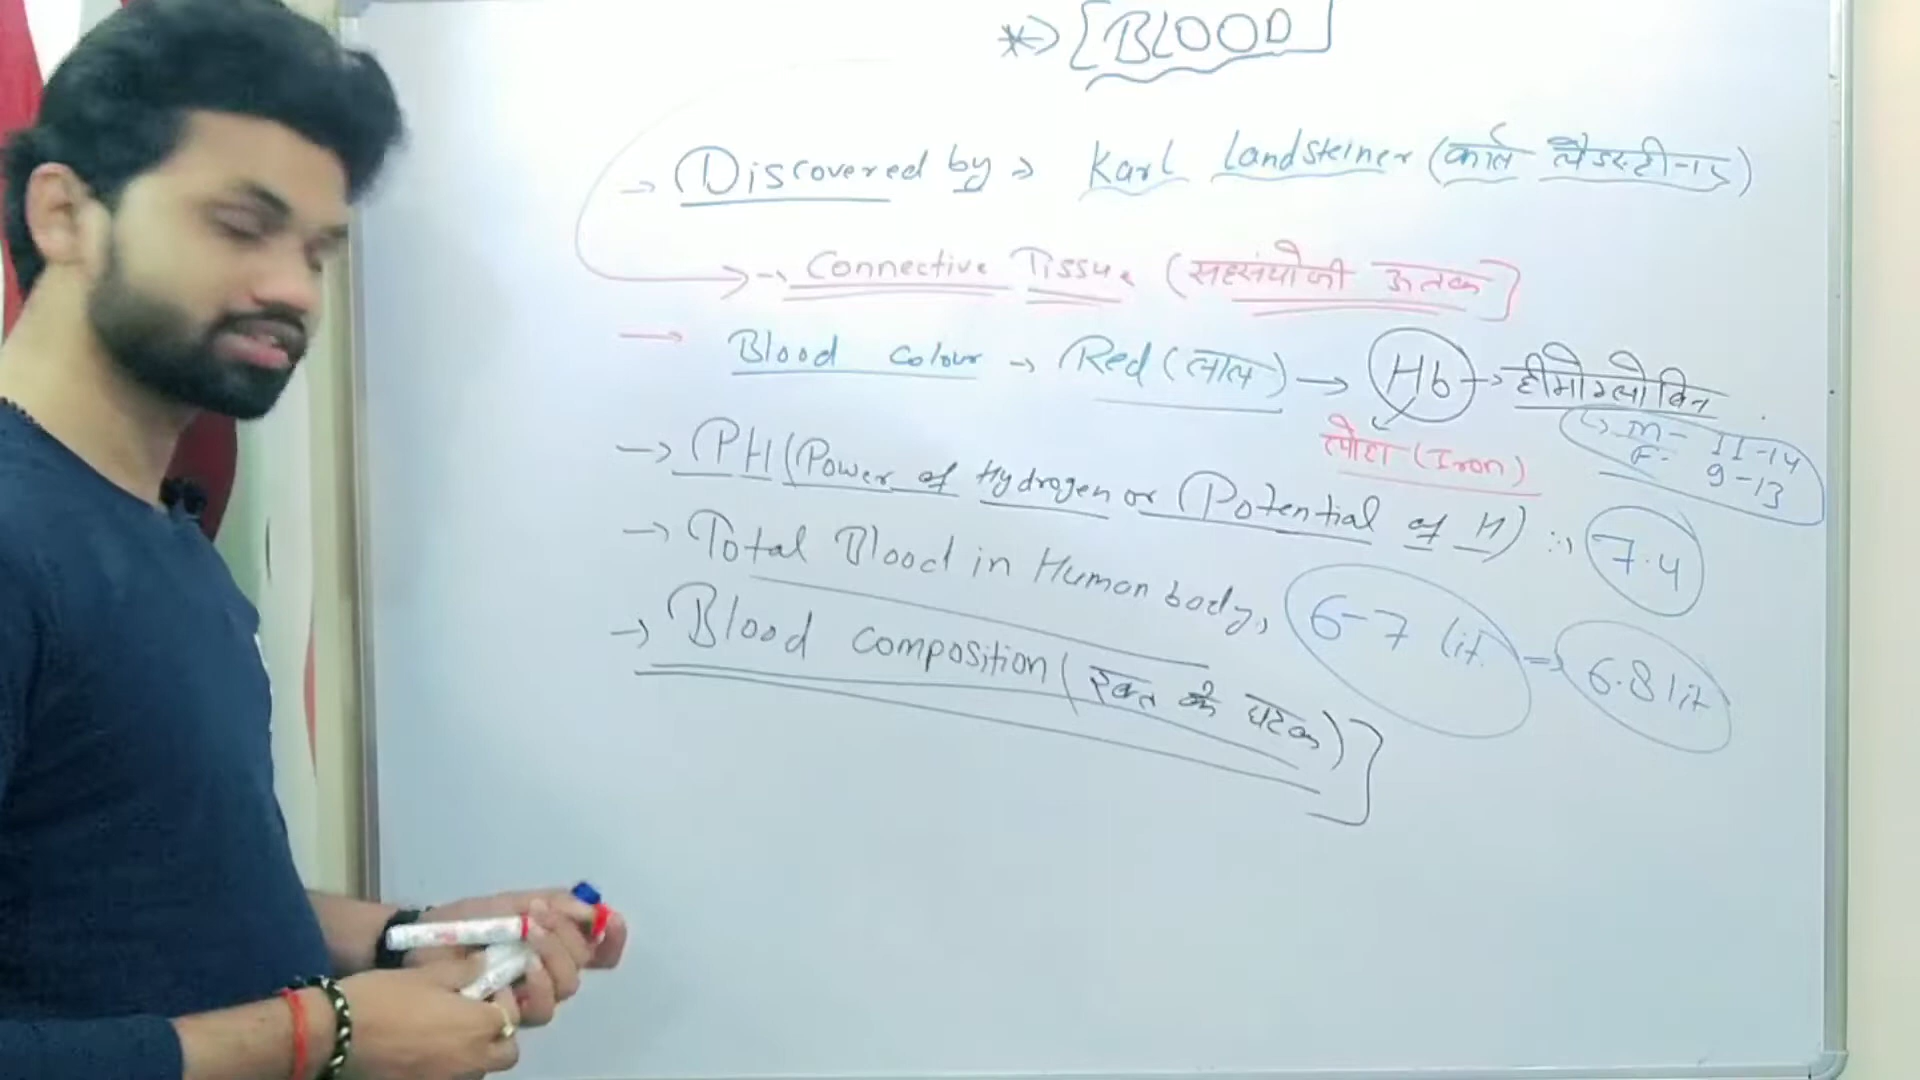 *→ [BLOOD]
→ Discovered by → Karl Landsteiner (कार्ल लैंडस्टीनर)
→ Connective Tissue (सहसंयोजी ऊतक)
→ Blood colour → Red (लाल) → Hb → हीमोग्लोबिन
लोहा (Iron)
↳ M- 11-14
F- 9-13
→ PH (Power of Hydrogen or Potential of H) :→ 7.4
→ Total Blood in Human body, 6-7 lit. ⇒ 6.8 lit
→ Blood composition (रक्त के घटक)]